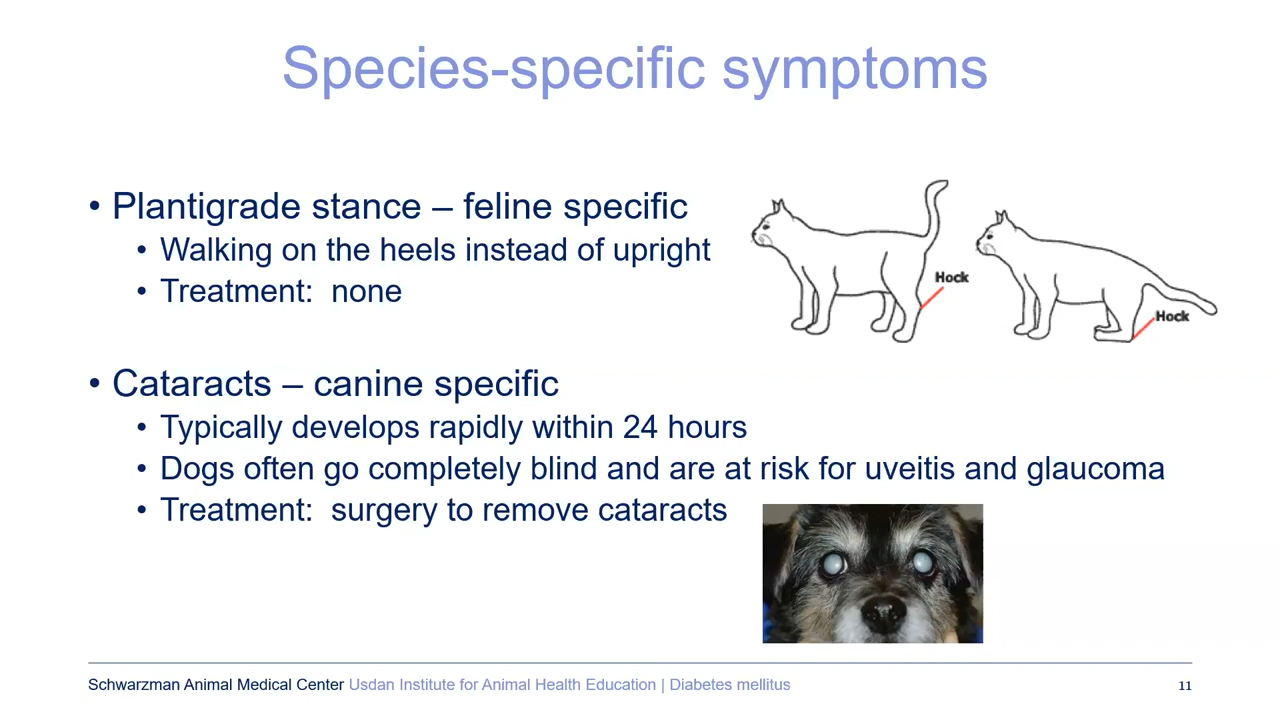 Species-specific symptoms
• Plantigrade stance – feline specific
• Walking on the heels instead of upright
• Treatment: none
Hock
Hock
• Cataracts – canine specific
• Typically develops rapidly within 24 hours
• Dogs often go completely blind and are at risk for uveitis and glaucoma
• Treatment: surgery to remove cataracts
Schwarzman Animal Medical Center Usdan Institute for Animal Health Education | Diabetes mellitus
11